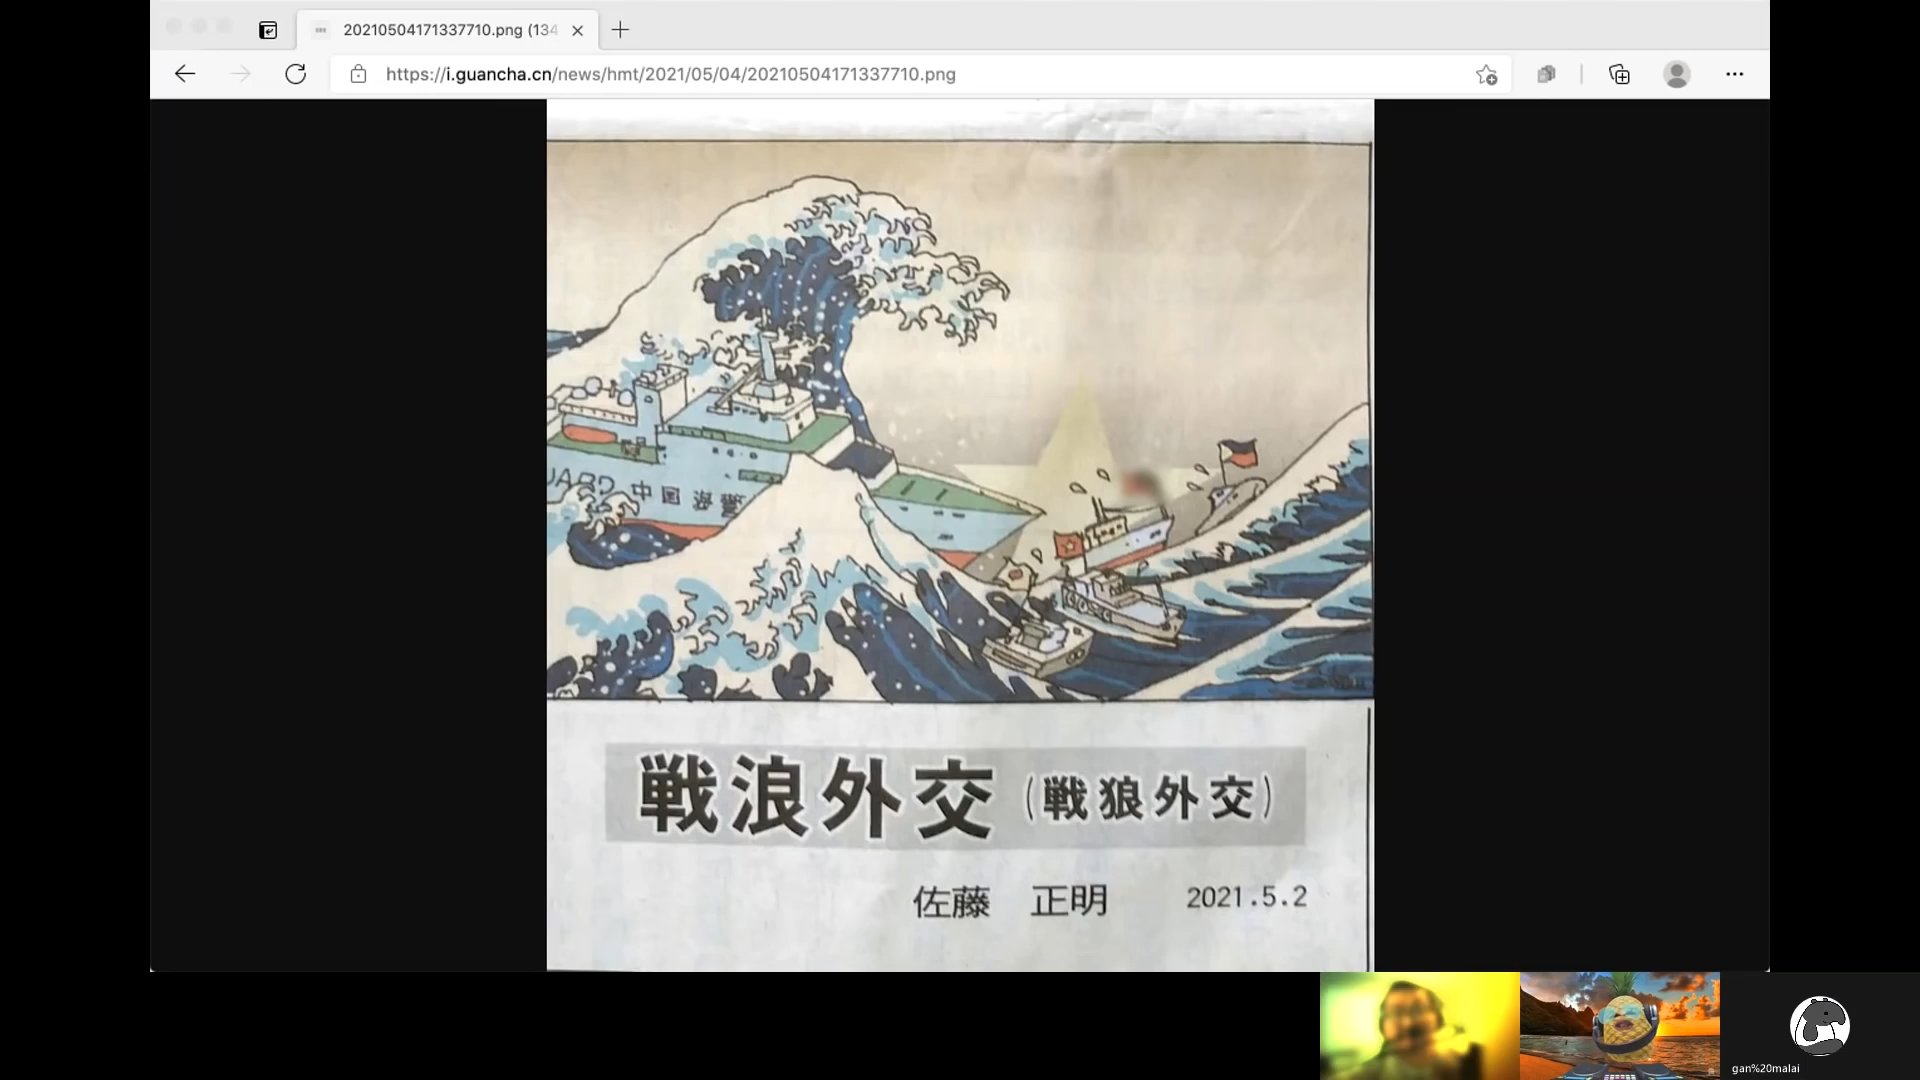 20210504171337710.png (134
https://i.guancha.cn/news/hmt/2021/05/04/20210504171337710.png
中国海警
戦浪外交 (戦狼外交)
佐藤 正明 2021.5.2
gan%20malai